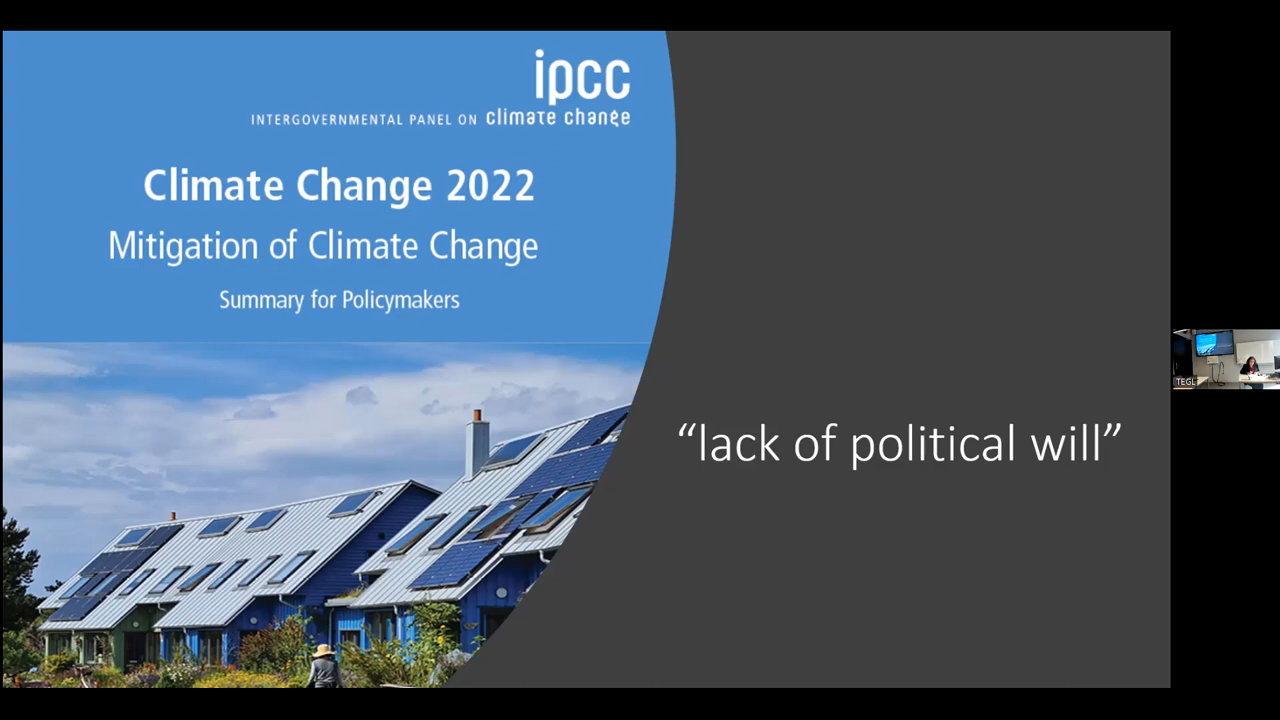 ipcc
INTERGOVERNMENTAL PANEL ON climate change
Climate Change 2022
Mitigation of Climate Change
Summary for Policymakers
“lack of political will”
TEGL